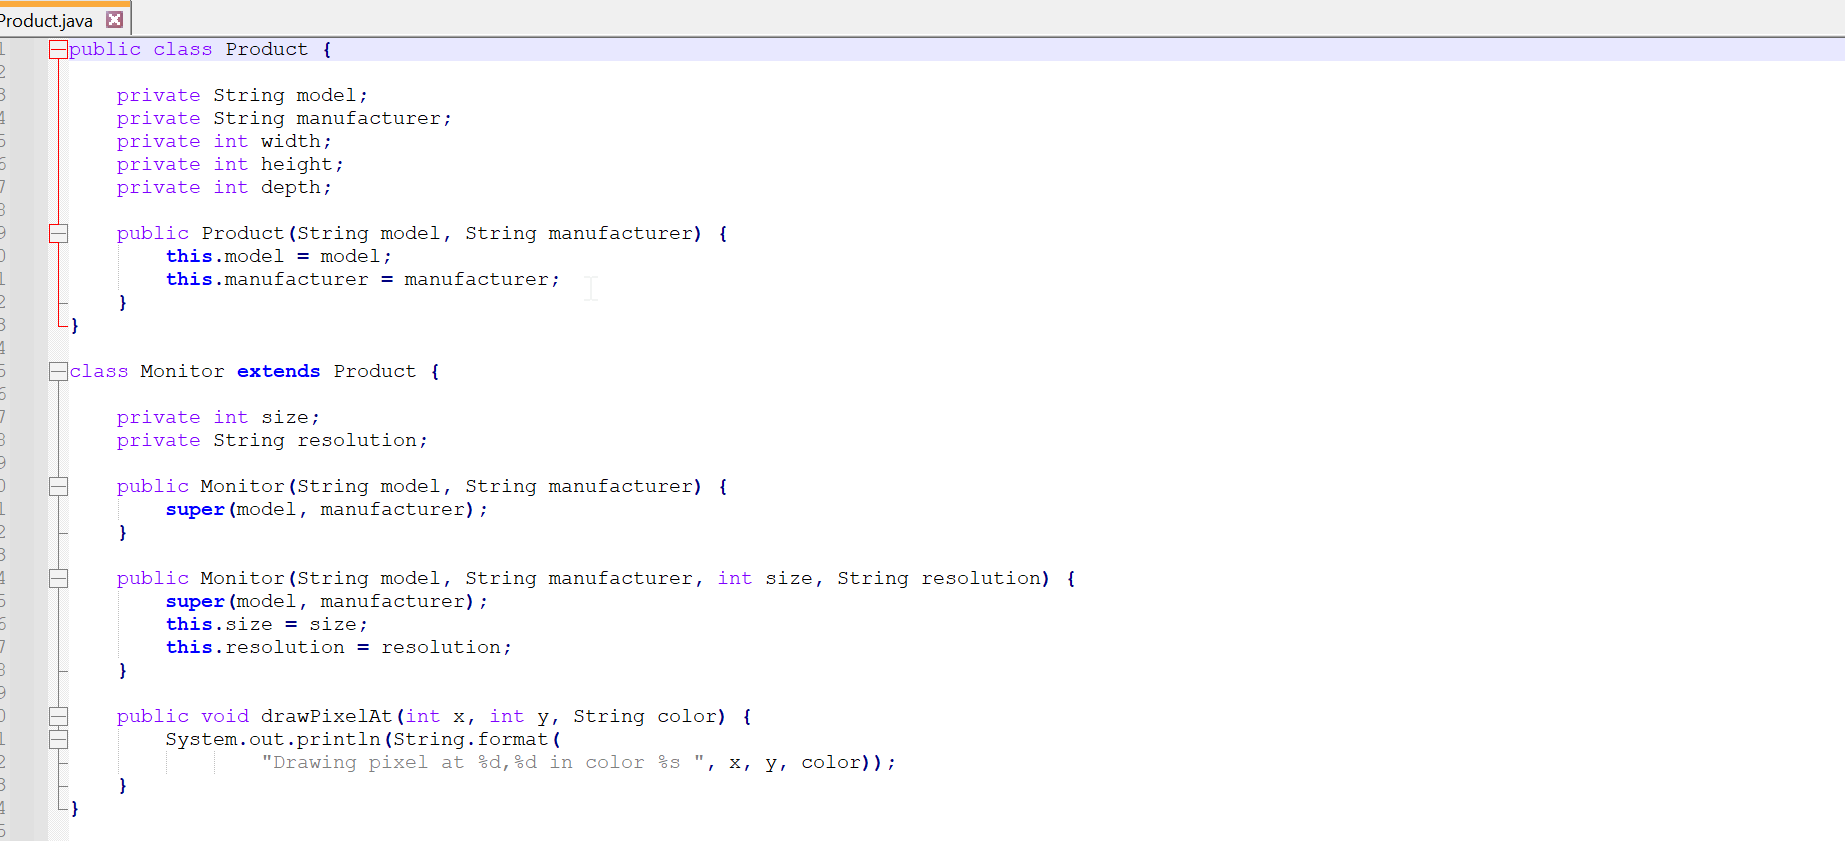 Product.java
public class Product {
private String model;
private String manufacturer;
private int width;
private int height;
private int depth;
public Product(String model, String manufacturer) {
this.model = model;
this.manufacturer = manufacturer;
}
}
class Monitor extends Product {
private int size;
private String resolution;
public Monitor(String model, String manufacturer) {
super(model, manufacturer);
}
public Monitor(String model, String manufacturer, int size, String resolution) {
super(model, manufacturer);
this.size = size;
this.resolution = resolution;
}
public void drawPixelAt(int x, int y, String color) {
System.out.println(String.format(
"Drawing pixel at %d,%d in color %s ", x, y, color));
}
}